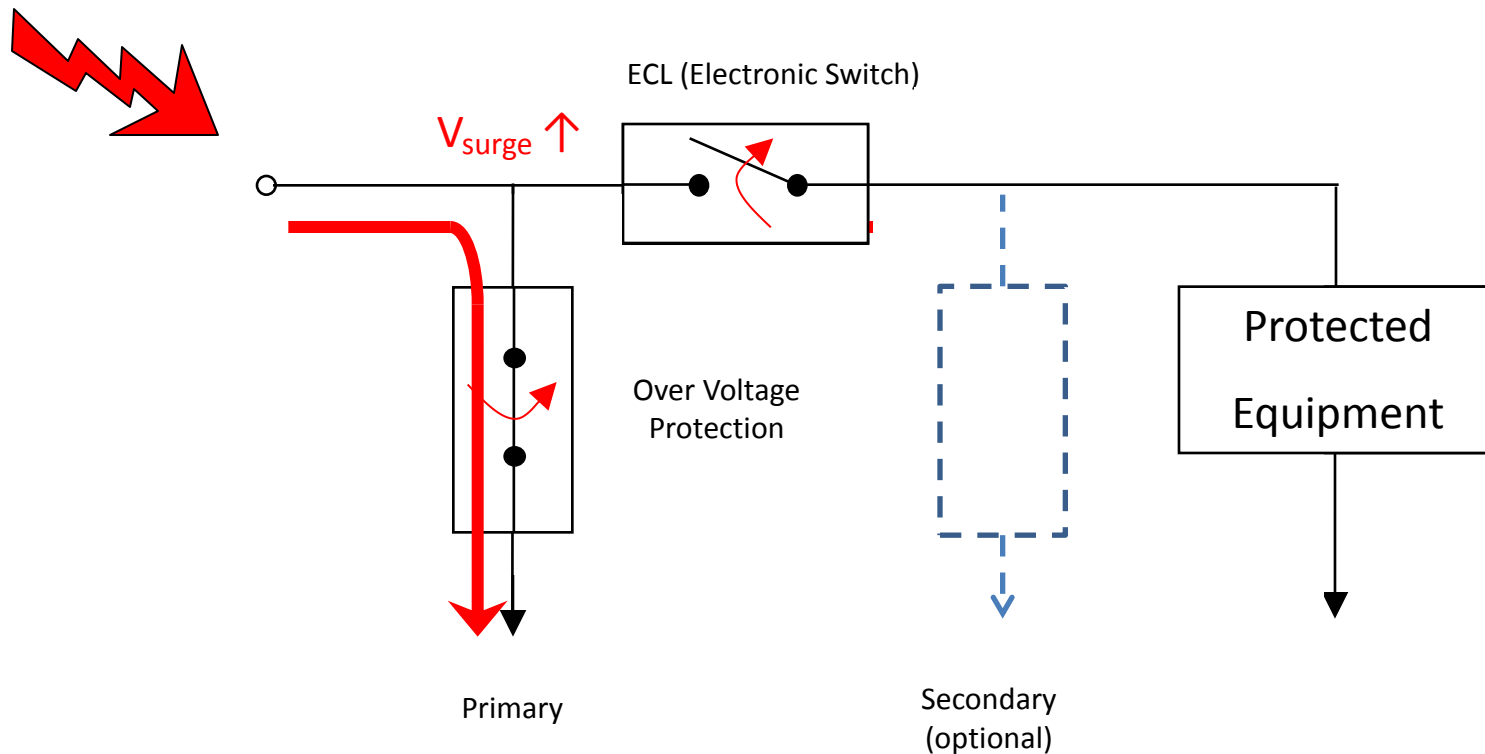 ECL (Electronic Switch)
Vsurge ↑
Over Voltage
Protection
Protected
Equipment
Primary
Secondary
(optional)